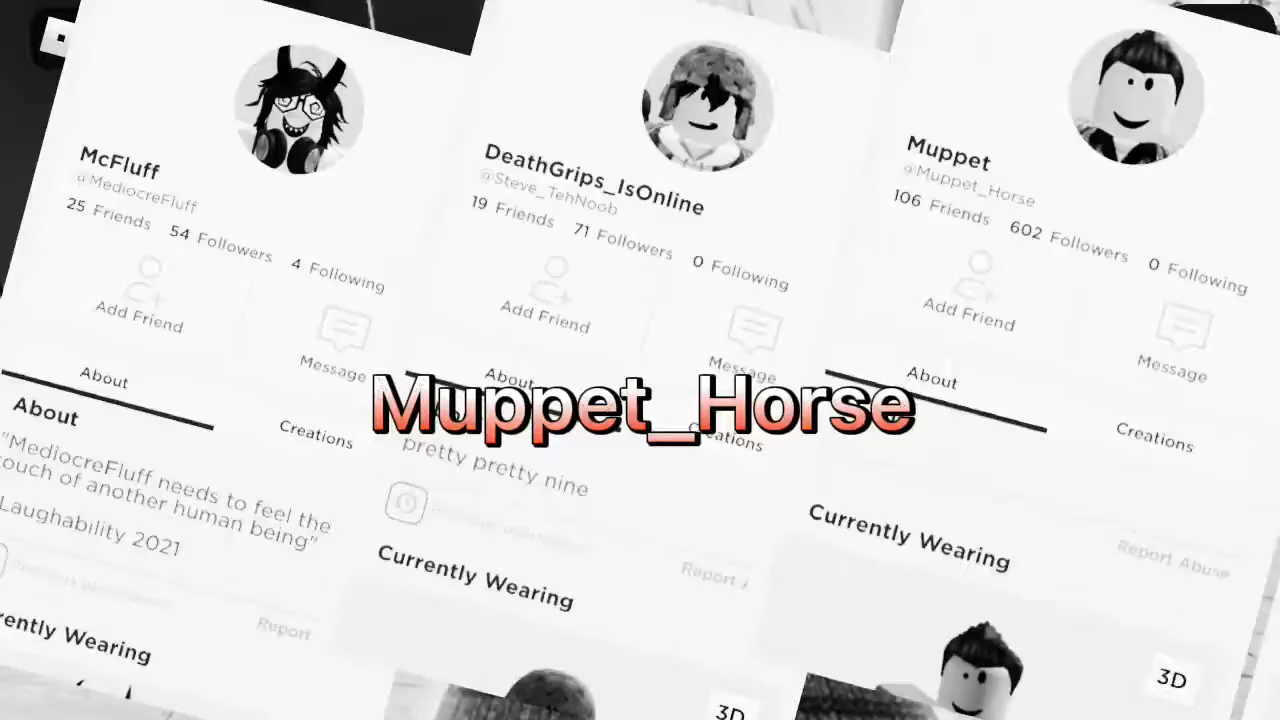 McFluff
@MediocreFluff
25 Friends 54 Followers 4 Following
Add Friend
Message
About
Creations
About
"MediocreFluff needs to feel the
touch of another human being"
Laughability 2021
Report
rently Wearing
DeathGrips_IsOnline
@Steve_TehNoob
19 Friends 71 Followers 0 Following
Add Friend
Message
About
Creations
pretty pretty nine
Report A
Currently Wearing
3D
Muppet
@Muppet_Horse
106 Friends 602 Followers 0 Following
Add Friend
Message
About
Creations
Report Abuse
Currently Wearing
3D
Muppet_Horse